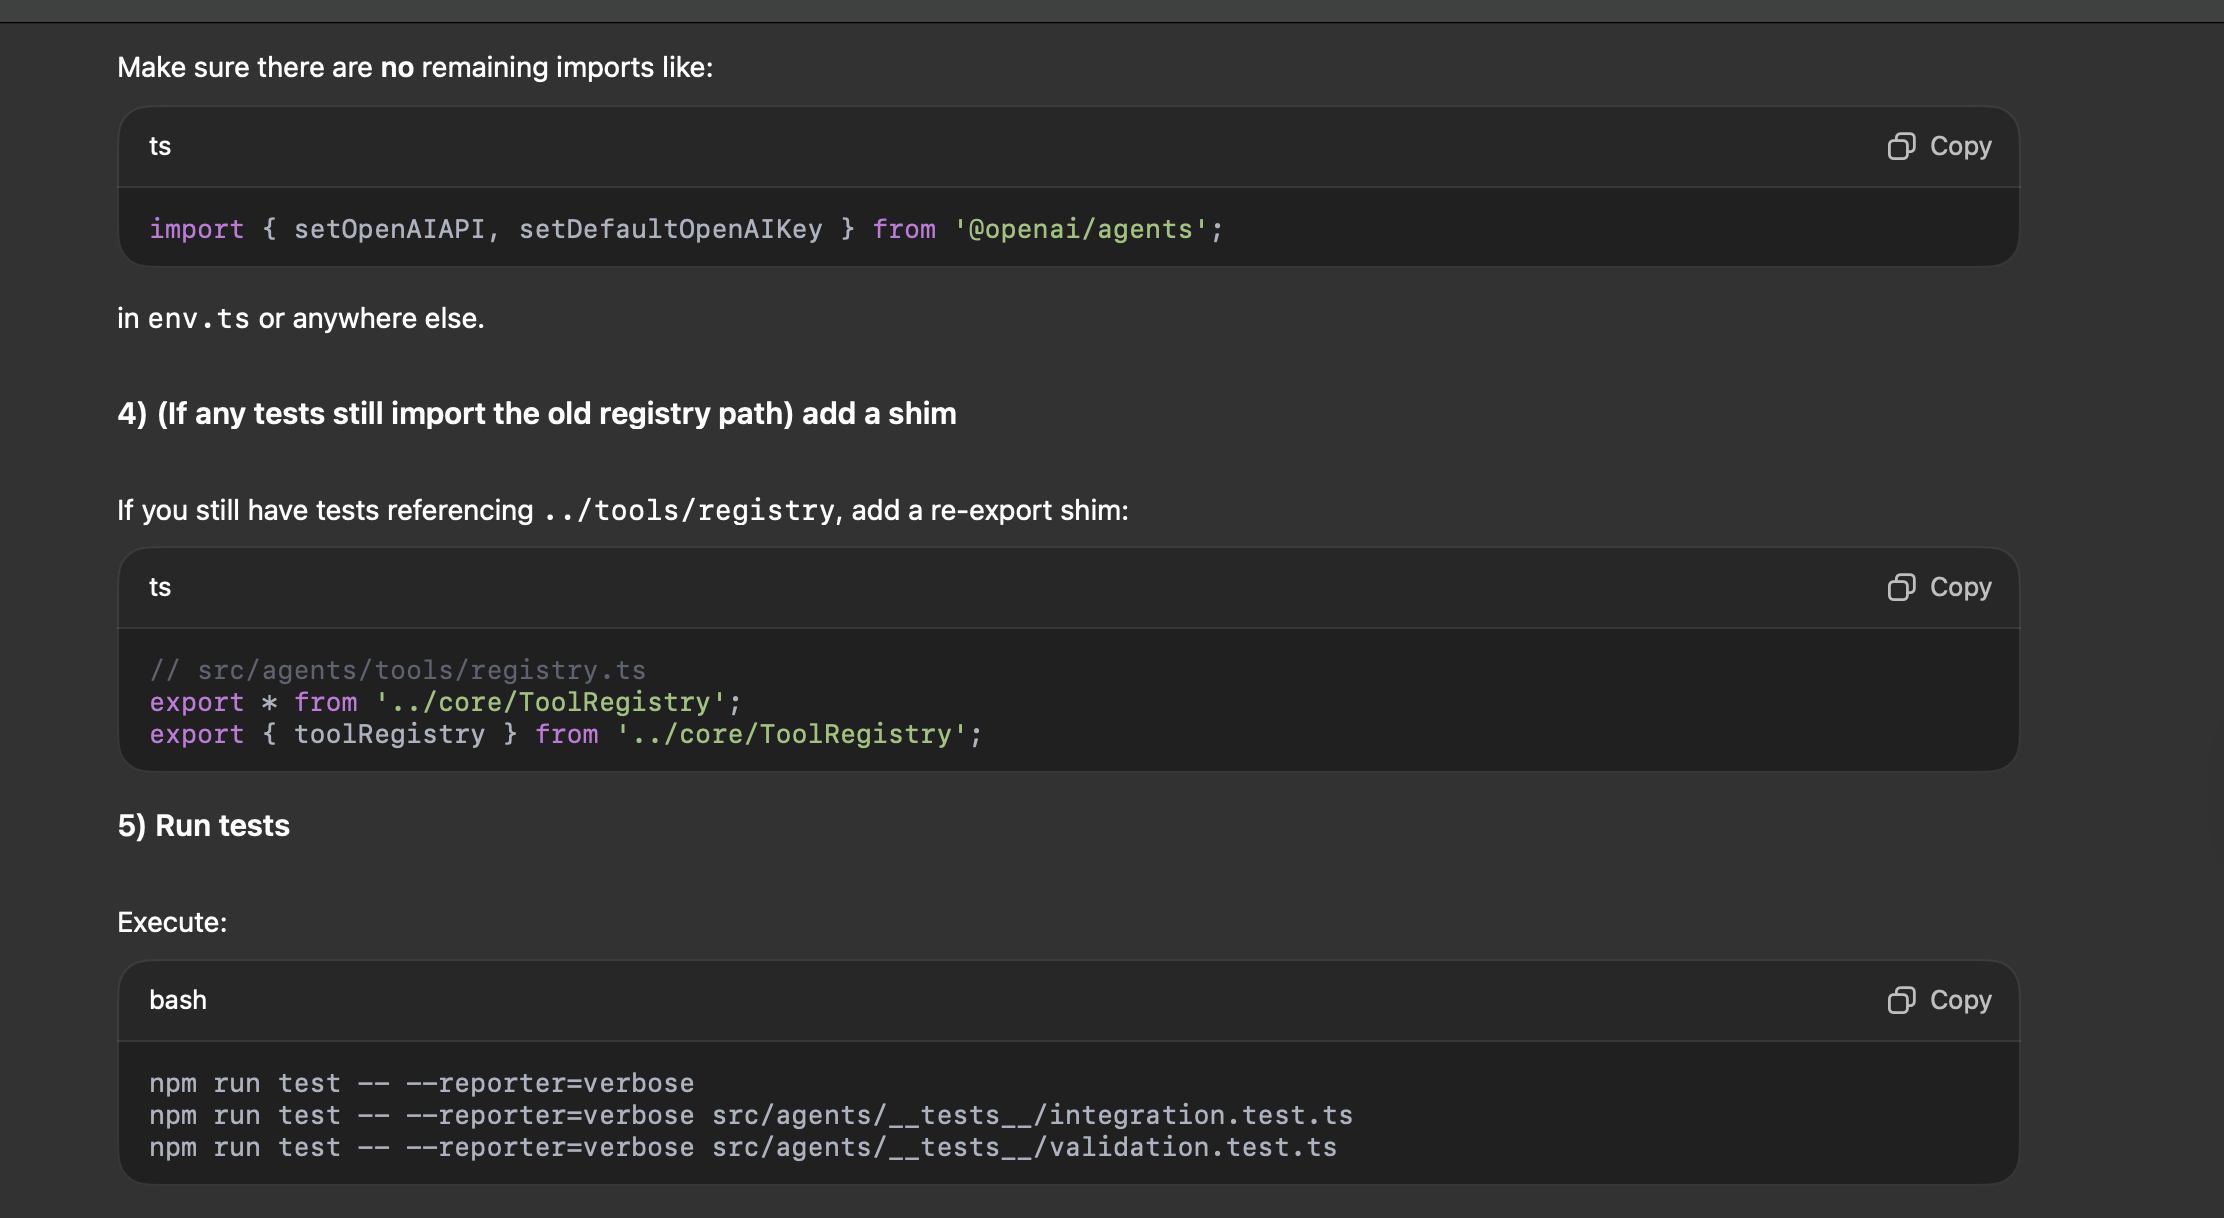 Make sure there are no remaining imports like:
ts
Copy
import { setOpenAIAPI, setDefaultOpenAIKey } from '@openai/agents';
in env.ts or anywhere else.
4) (If any tests still import the old registry path) add a shim
If you still have tests referencing ../tools/registry, add a re-export shim:
ts
Copy
// src/agents/tools/registry.ts
export * from '../core/ToolRegistry';
export { toolRegistry } from '../core/ToolRegistry';
5) Run tests
Execute:
bash
Copy
npm run test -- --reporter=verbose
npm run test -- --reporter=verbose src/agents/__tests__/integration.test.ts
npm run test -- --reporter=verbose src/agents/__tests__/validation.test.ts